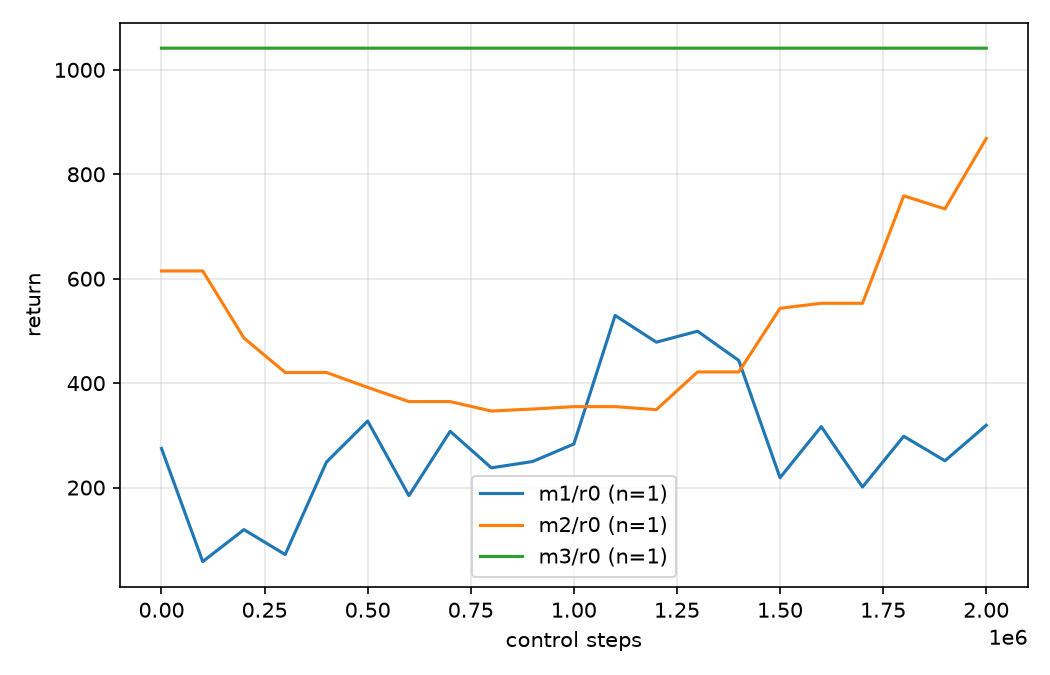 1000
800
600
400
200
return
0.00 0.25 0.50 0.75 1.00 1.25 1.50 1.75 2.00
1e6
control steps
m1/r0 (n=1)
m2/r0 (n=1)
m3/r0 (n=1)